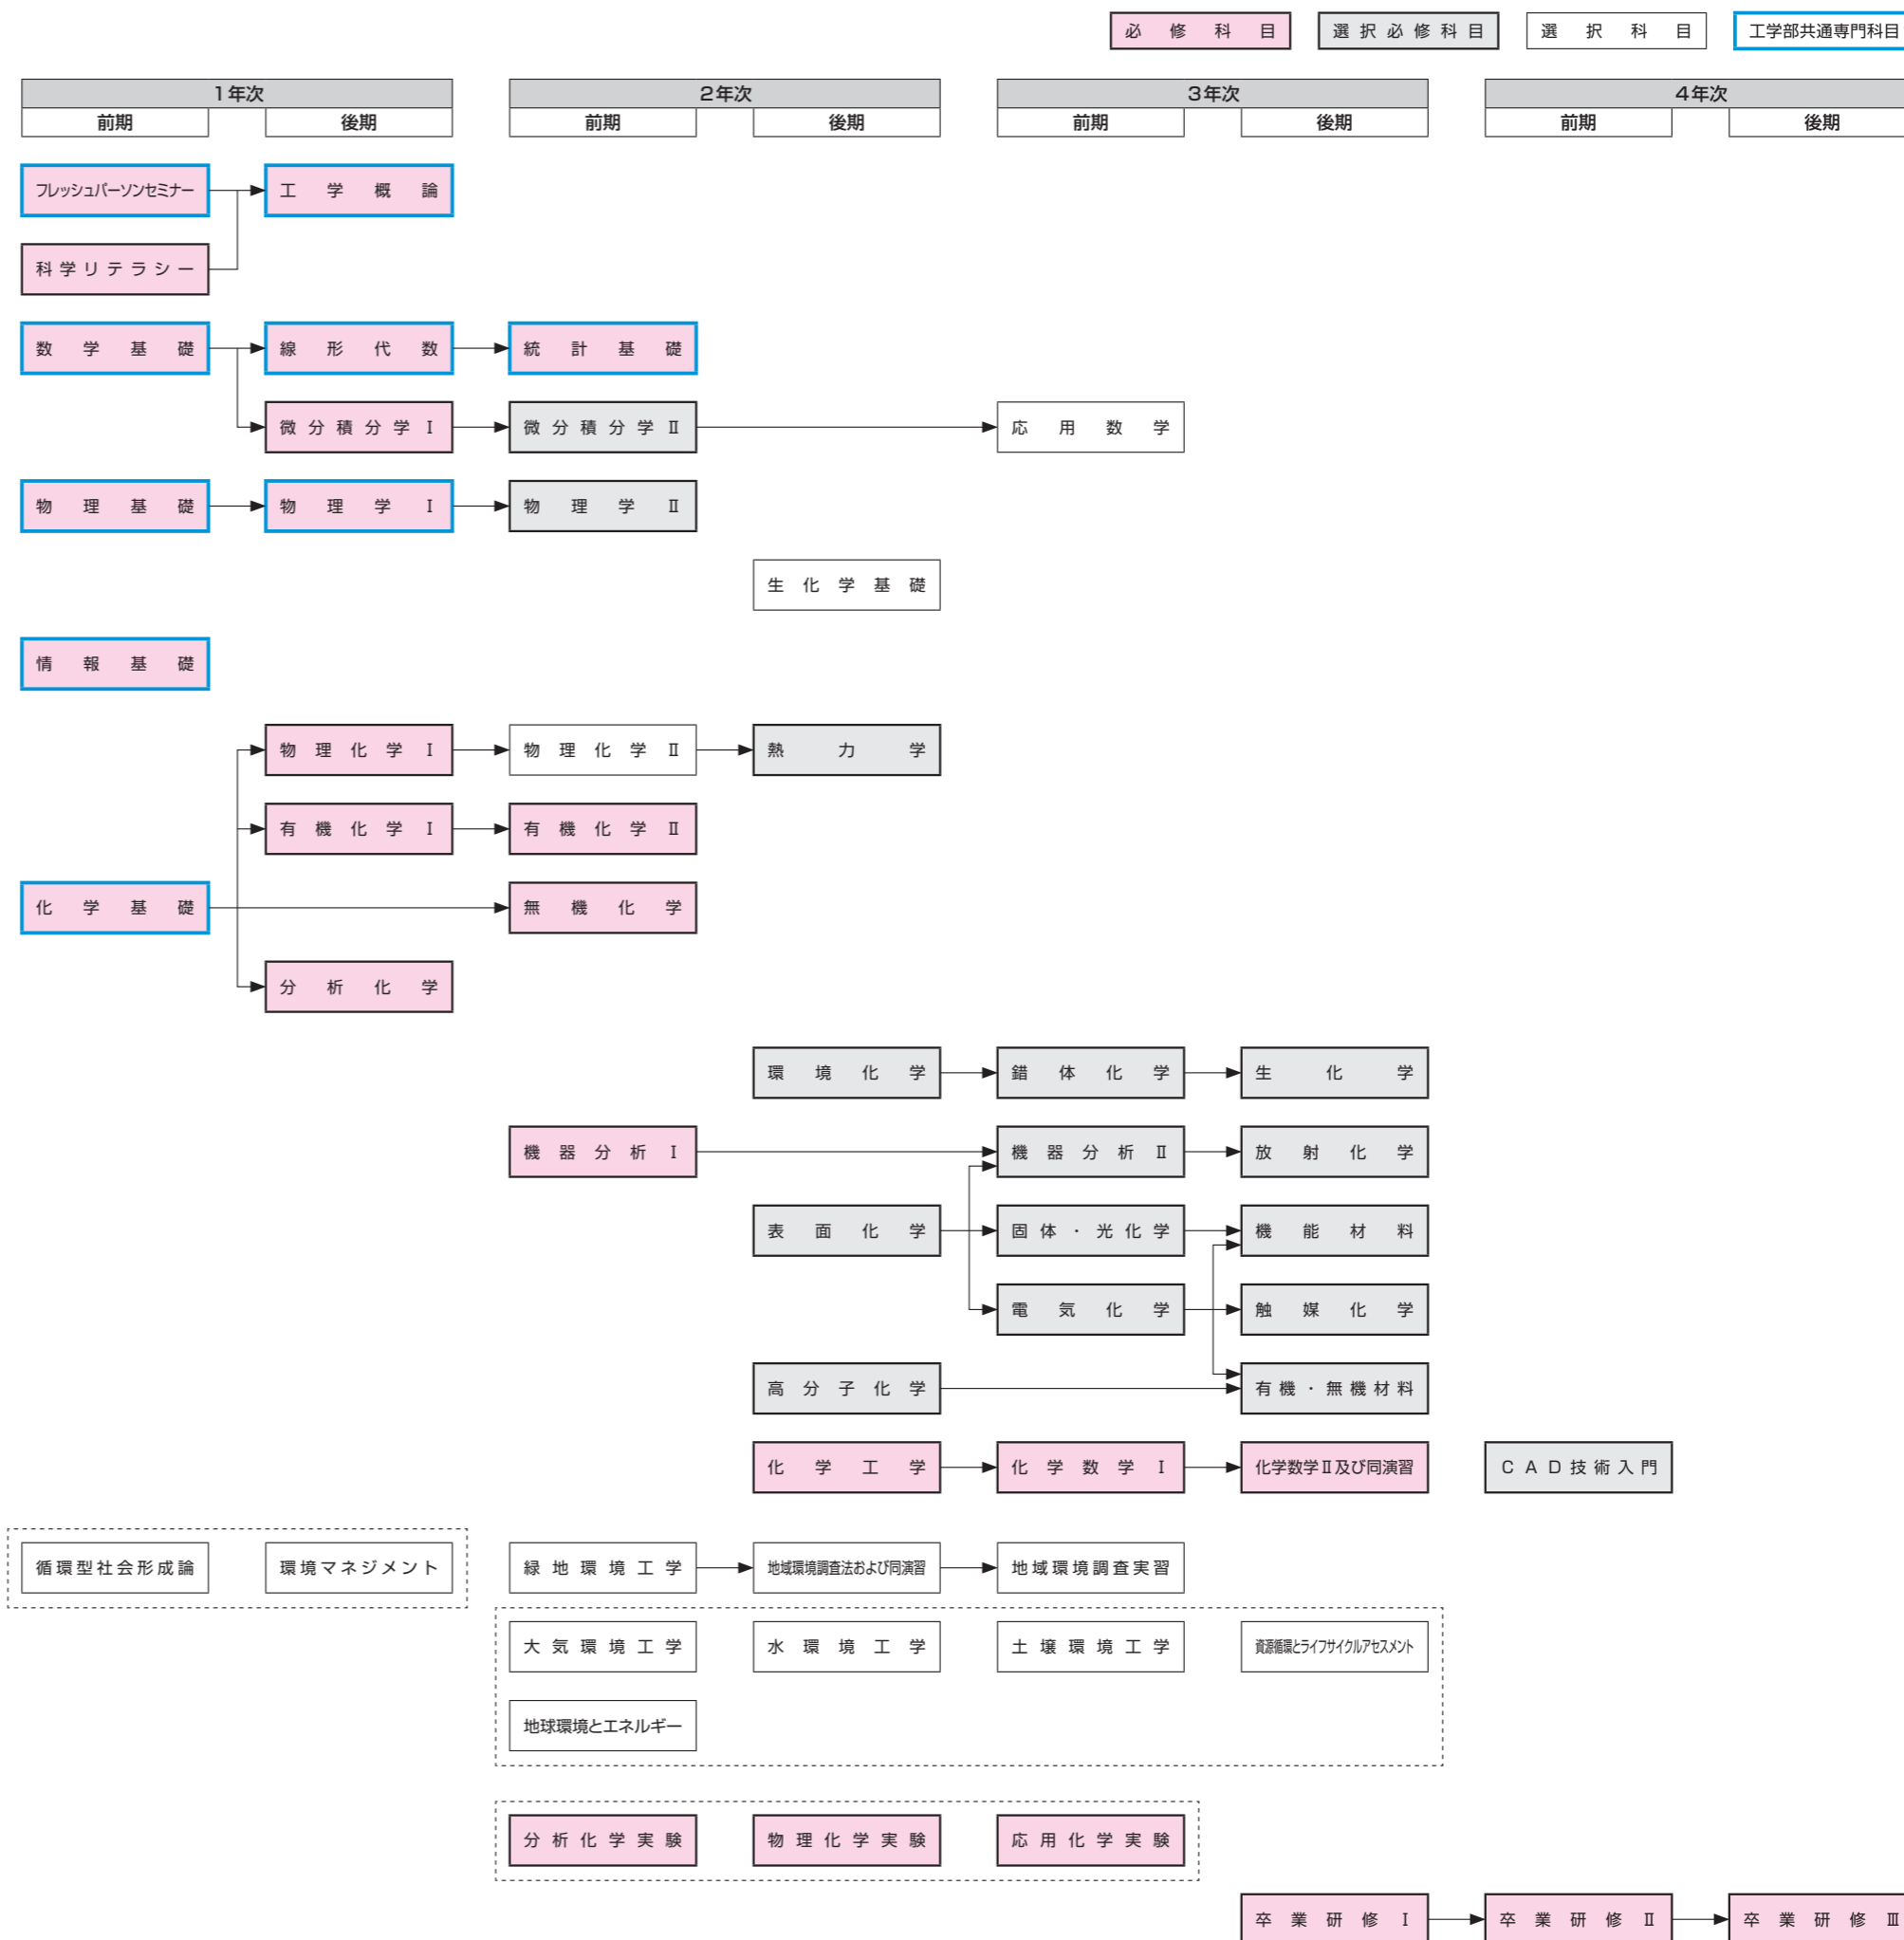 必修科目 選択必修科目 選択科目 工学部共通専門科目
1年次 2年次 3年次 4年次
前期 後期 前期 後期 前期 後期 前期 後期
フレッシュパーソンセミナー 工学概論
科学リテラシー
数学基礎 線形代数 統計基礎
微分積分学Ⅰ 微分積分学Ⅱ 応用数学
物理基礎 物理学Ⅰ 物理学Ⅱ
生化学基礎
情報基礎
物理化学Ⅰ 物理化学Ⅱ 熱力学
有機化学Ⅰ 有機化学Ⅱ
化学基礎 無機化学
分析化学
環境化学 錯体化学 生化学
機器分析Ⅰ 機器分析Ⅱ 放射化学
表面化学 固体・光化学 機能材料
電気化学 触媒化学
高分子化学 有機・無機材料
化学工学 化学数学Ⅰ 化学数学Ⅱ及び同演習 CAD技術入門
循環型社会形成論 環境マネジメント 緑地環境工学 地域環境調査法および同演習 地域環境調査実習
大気環境工学 水環境工学 土壌環境工学 資源循環とライフサイクルアセスメント
地球環境とエネルギー
分析化学実験 物理化学実験 応用化学実験
卒業研修Ⅰ 卒業研修Ⅱ 卒業研修Ⅲ